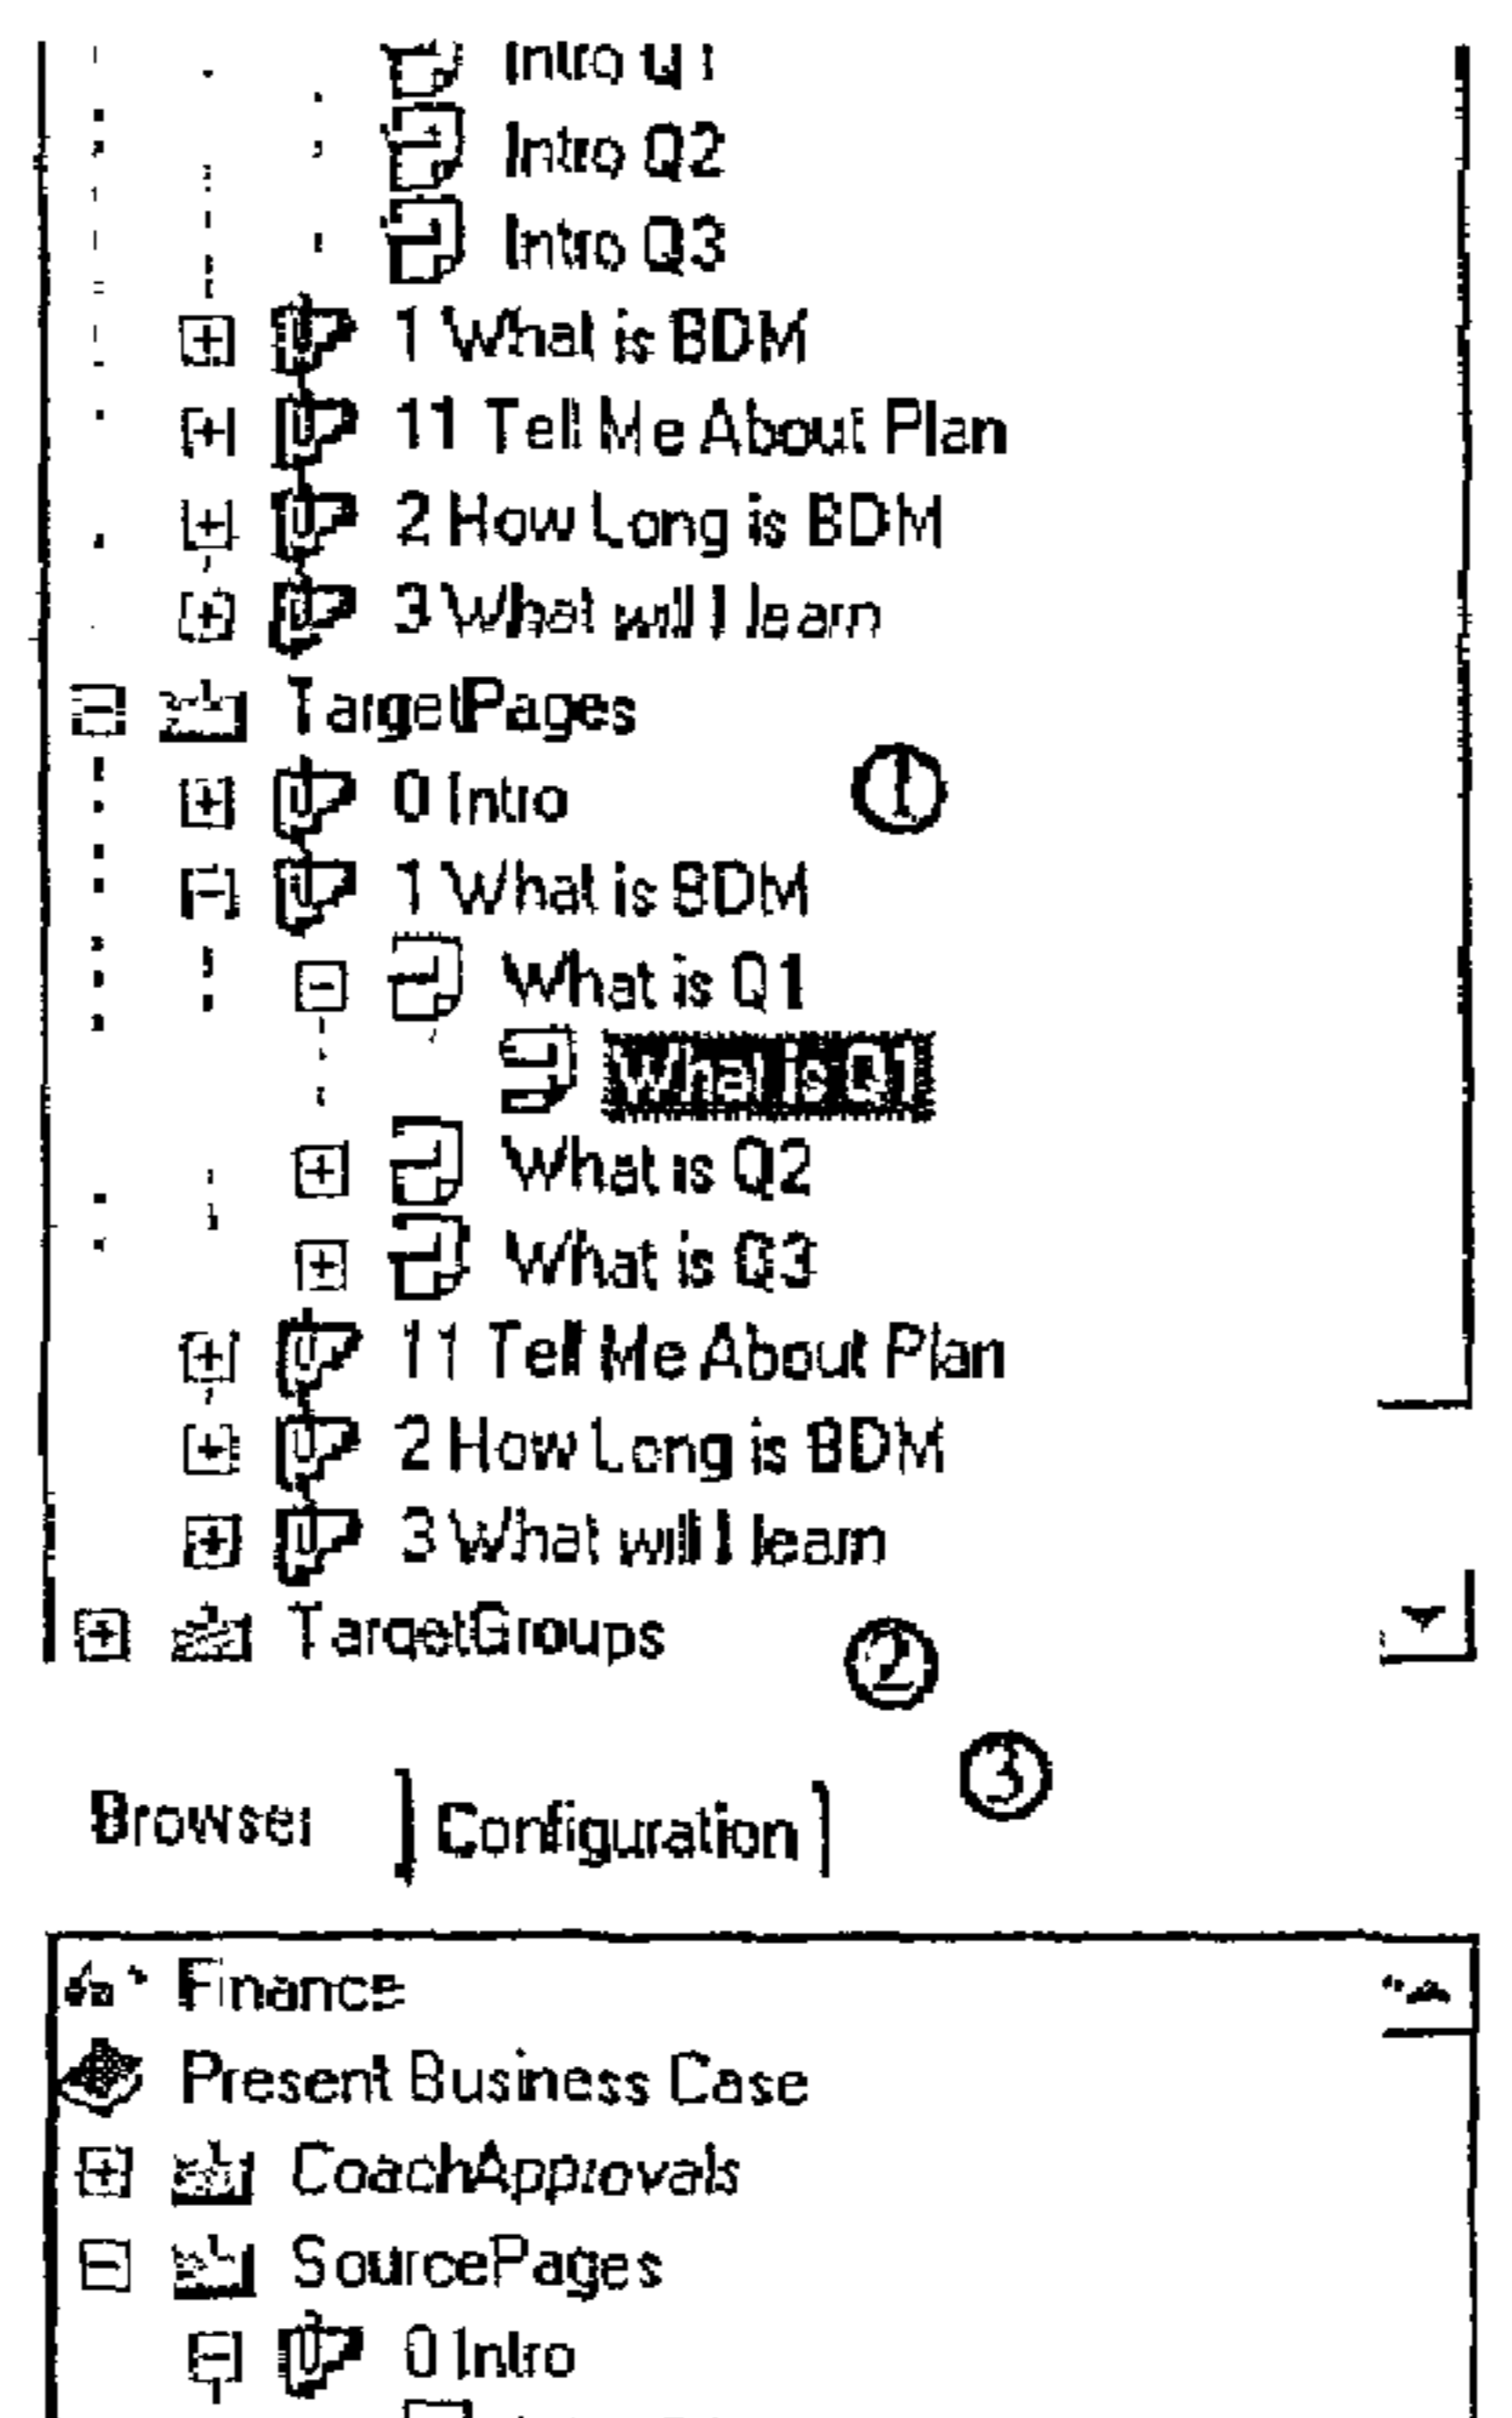 Intro Q1
Intro Q2
Intro Q3
1 What is BDM
11 Tell Me About Plan
2 How Long is BDM
3 What will I learn
TargetPages
0 Intro
1
1 What is BDM
What is Q1
What is Q1
What is Q2
What is Q3
11 Tell Me About Plan
2 How Long is BDM
3 What will I learn
TargetGroups
2
3
Browser
Configuration
Finance
Present Business Case
CoachApprovals
SourcePages
0 Intro